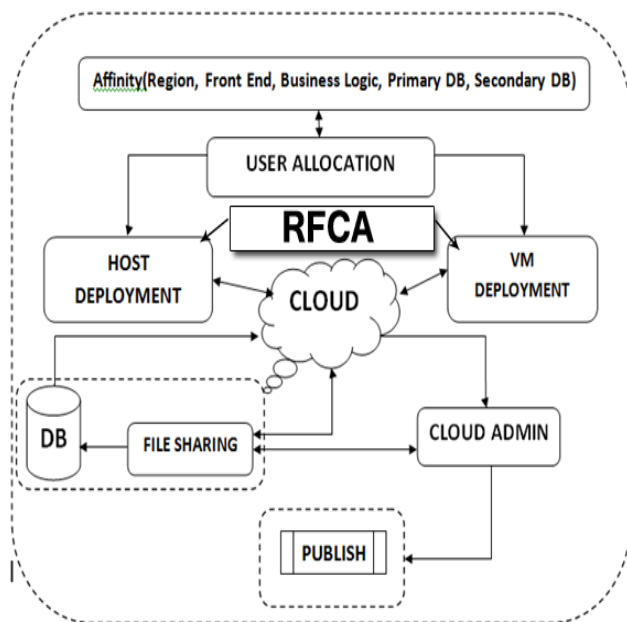 Affinity(Region, Front End, Business Logic, Primary DB, Secondary DB)
USER ALLOCATION
RFCA
HOST
DEPLOYMENT
VM
DEPLOYMENT
CLOUD
DB
FILE SHARING
CLOUD ADMIN
PUBLISH